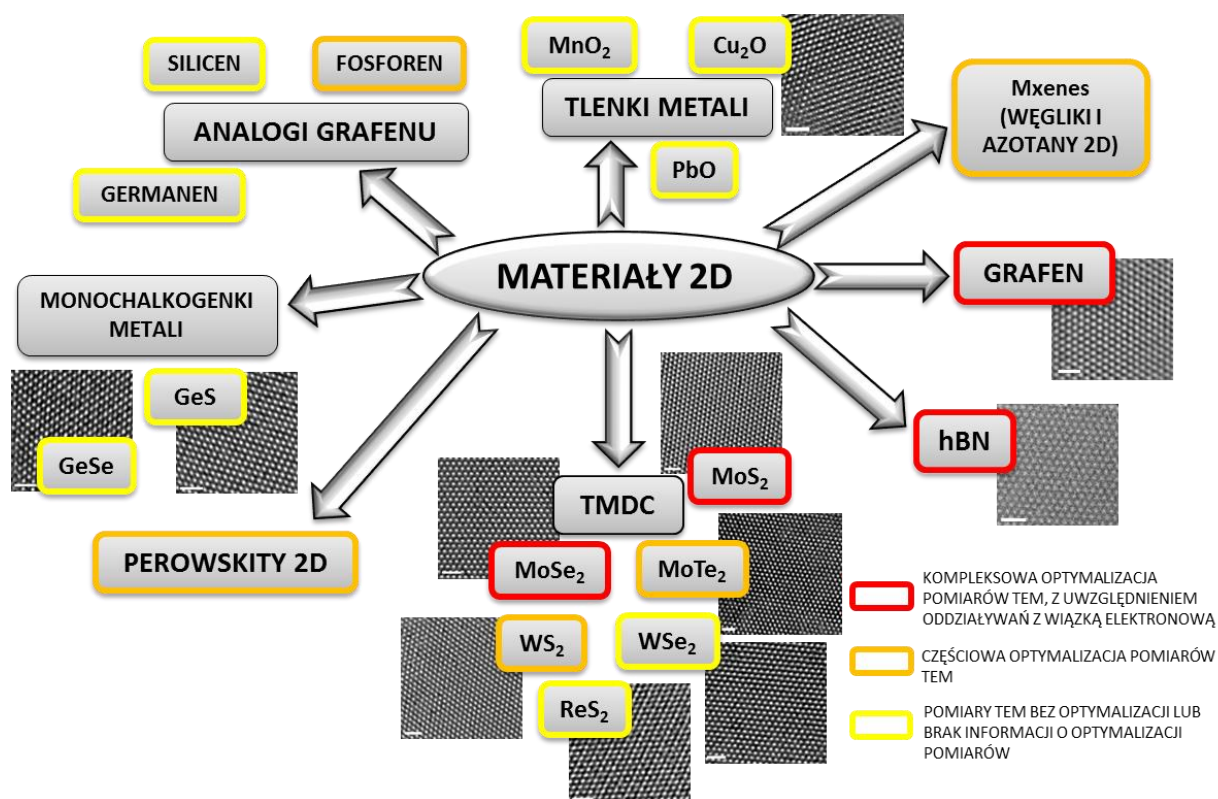 SILICEN
FOSFOREN
ANALOGI GRAFENU
GERMANEN
MnO₂
Cu₂O
TLENKI METALI
PbO
Mxenes
(WĘGLIKI I
AZOTANY 2D)
MATERIAŁY 2D
GRAFEN
MONOCHALKOGENKI
METALI
GeS
GeSe
hBN
PEROWSKITY 2D
TMDC
MoS₂
MoSe₂
MoTe₂
WS₂
WSe₂
ReS₂
KOMPLEKSOWA OPTYMALIZACJA
POMIARÓW TEM, Z UWZGLĘDNIENIEM
ODDZIAŁYWAŃ Z WIĄZKĄ ELEKTRONOWĄ
CZĘŚCIOWA OPTYMALIZACJA POMIARÓW
TEM
POMIARY TEM BEZ OPTYMALIZACJI LUB
BRAK INFORMACJI O OPTYMALIZACJI
POMIARÓW